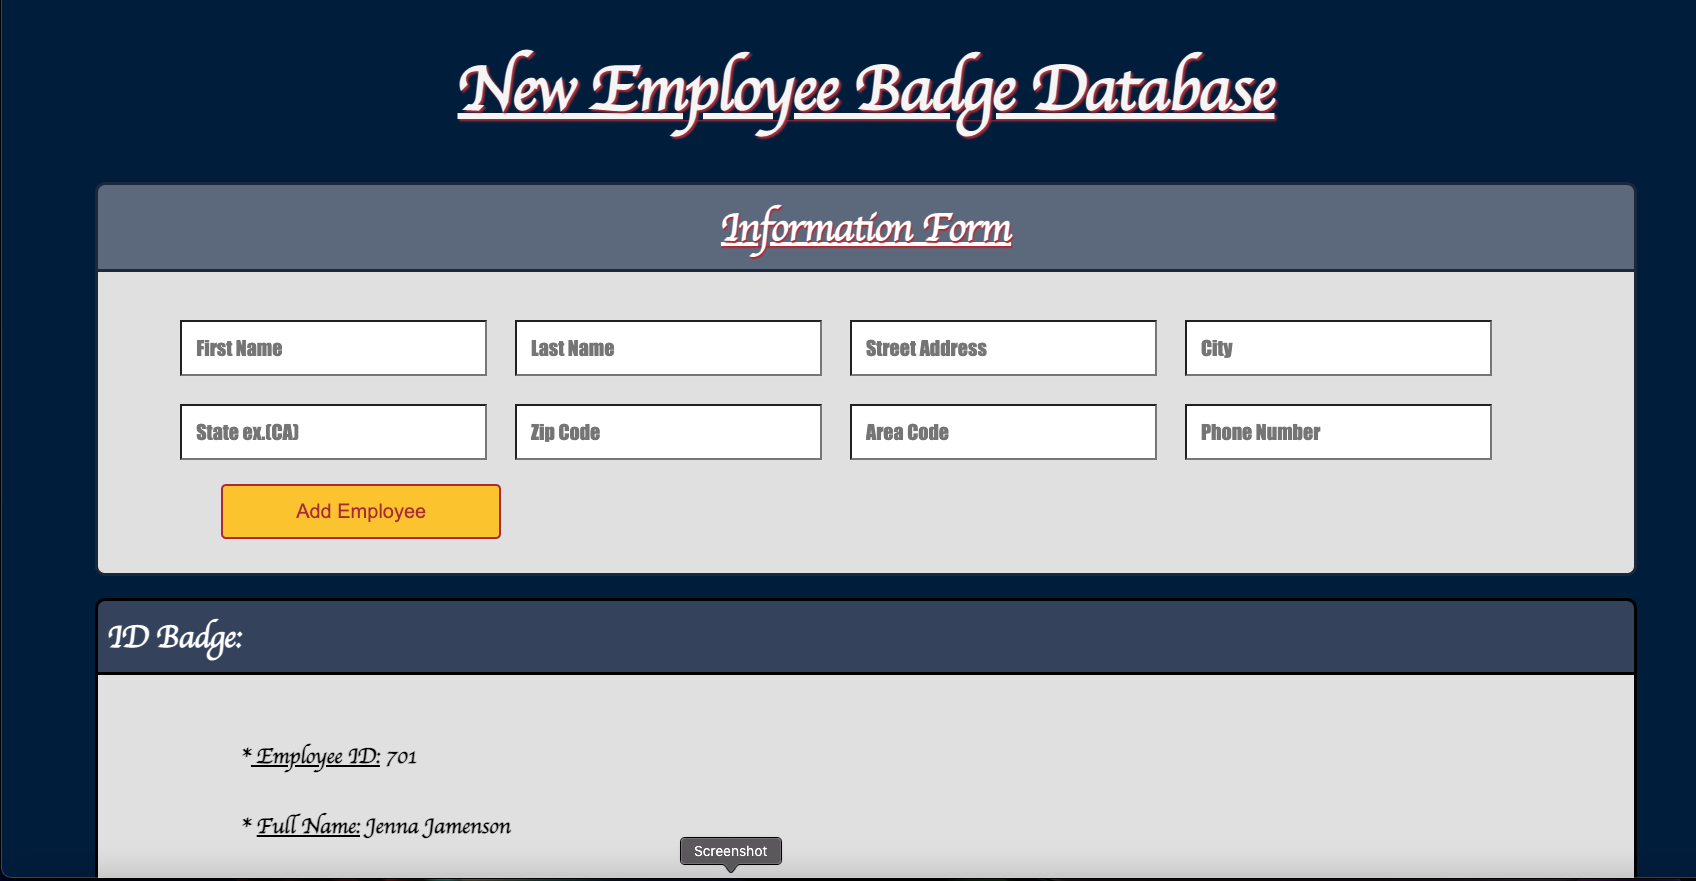 New Employee Badge Database
Information Form
First Name Last Name Street Address City
State ex.(CA) Zip Code Area Code Phone Number
Add Employee
ID Badge:
* Employee ID: 701
* Full Name: Jenna Jamenson
Screenshot